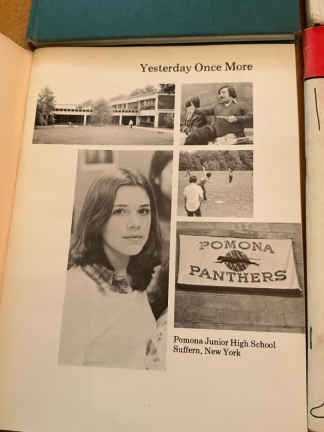 Yesterday Once More
POMONA
PANTHERS
Pomona Junior High School
Suffern, New York